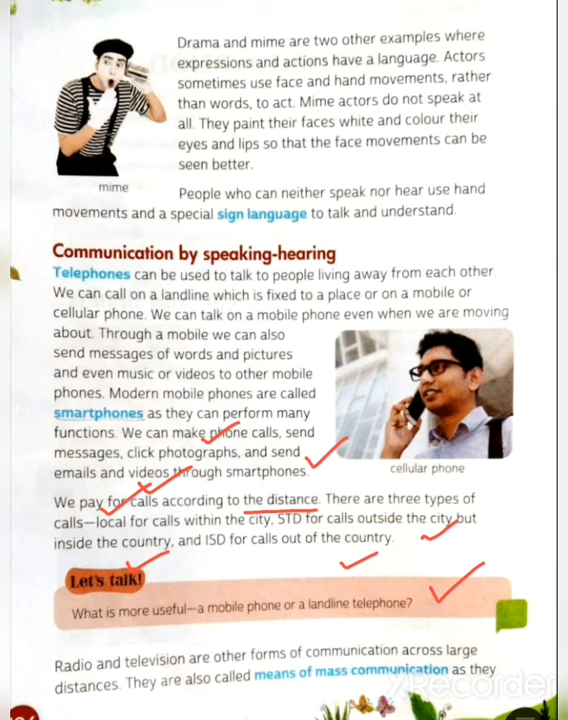 Drama and mime are two other examples where
expressions and actions have a language. Actors
sometimes use face and hand movements, rather
than words, to act. Mime actors do not speak at
all. They paint their faces white and colour their
eyes and lips so that the face movements can be
seen better.
mime
People who can neither speak nor hear use hand
movements and a special sign language to talk and understand.
Communication by speaking-hearing
Telephones can be used to talk to people living away from each other.
We can call on a landline which is fixed to a place or on a mobile or
cellular phone. We can talk on a mobile phone even when we are moving
about. Through a mobile we can also
send messages of words and pictures
and even music or videos to other mobile
phones. Modern mobile phones are called
smartphones as they can perform many
functions. We can make phone calls, send
messages, click photographs, and send
emails and videos through smartphones.
cellular phone
We pay for calls according to the distance. There are three types of
calls—local for calls within the city, STD for calls outside the city but
inside the country, and ISD for calls out of the country.
Let's talk!
What is more useful—a mobile phone or a landline telephone?
Radio and television are other forms of communication across large
distances. They are also called means of mass communication as they
XRecorder